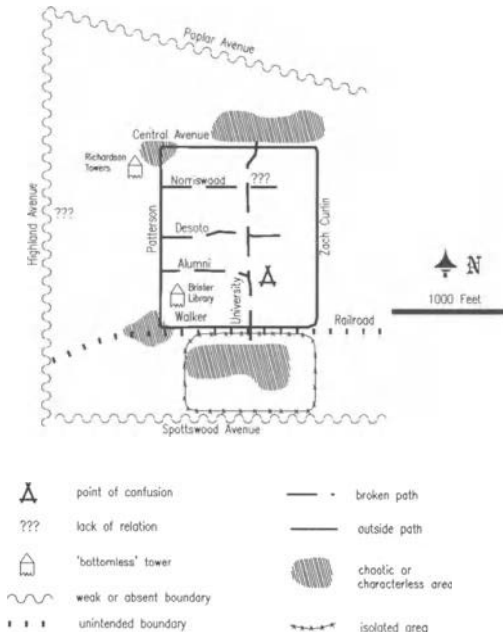 Poplar Avenue
Central Avenue
Richardson
Towers
Norriswood
???
Highland Avenue
???
Patterson
Zach Curlin
Desoto
Alumni
Brister
Library
University
N
1000 Feet
Walker
Railroad
Spottswood Avenue
point of confusion
broken path
??? lack of relation
outside path
'bottomless' tower
chaotic or
characterless area
weak or absent boundary
unintended boundary
isolated area